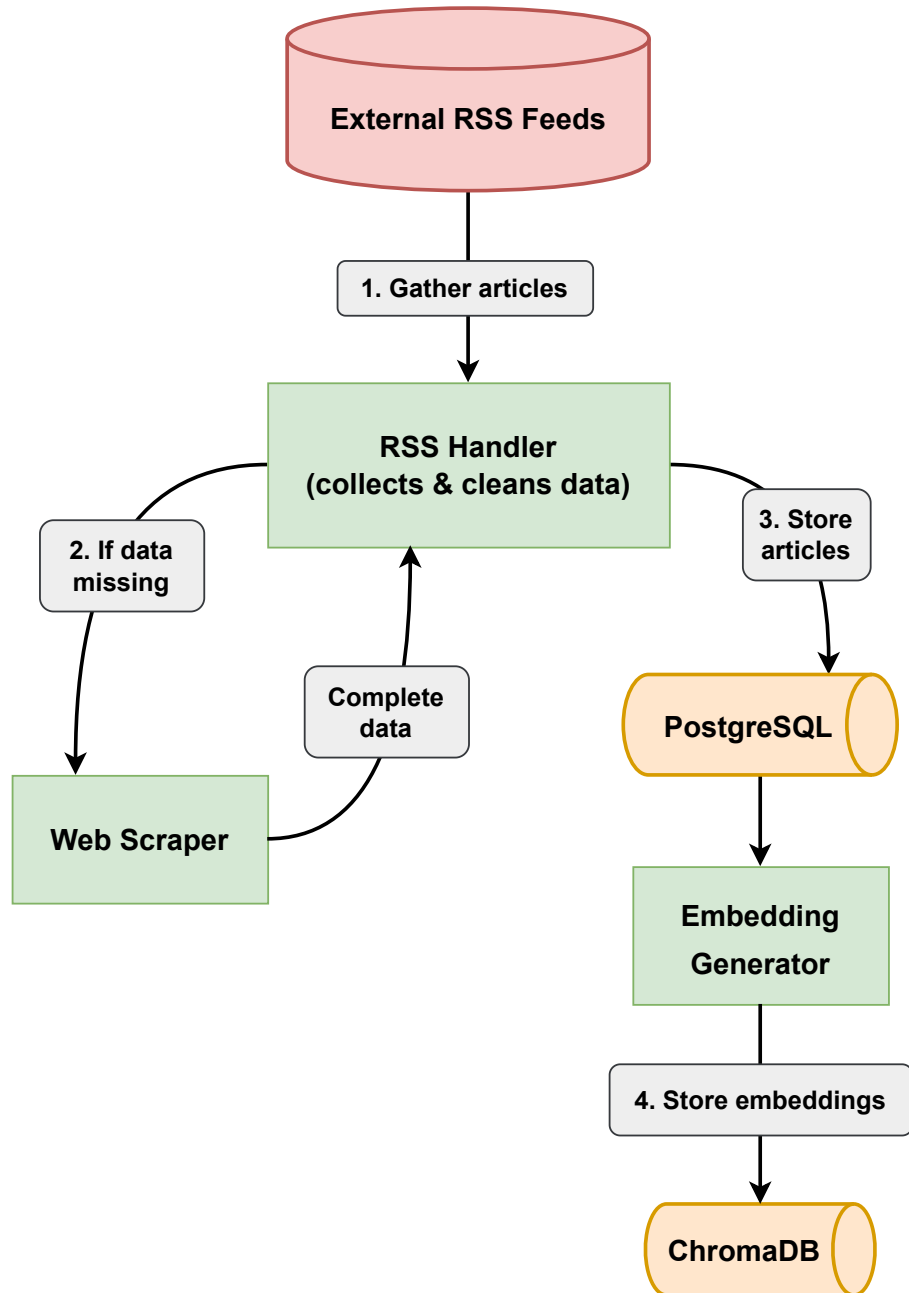 External RSS Feeds
1. Gather articles
RSS Handler
(collects & cleans data)
2. If data
missing
3. Store
articles
Complete
data
PostgreSQL
Web Scraper
Embedding
Generator
4. Store embeddings
ChromaDB